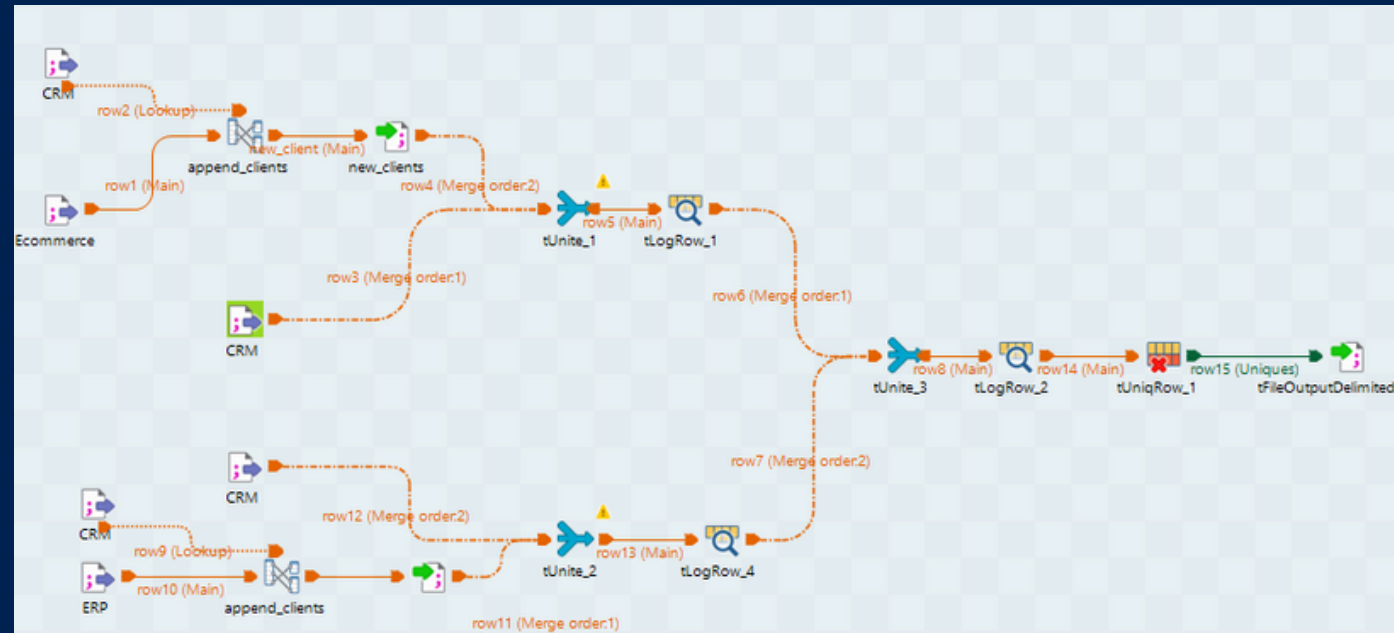 CRM
row2 (Lookup)
new_client (Main)
append_clients
new_clients
row1 (Main)
row4 (Merge order:2)
Ecommerce
row5 (Main)
tUnite_1
tLogRow_1
row3 (Merge order:1)
row6 (Merge order:1)
CRM
row8 (Main)
row14 (Main)
row15 (Uniques)
tUnite_3
tLogRow_2
tUniqRow_1
tFileOutputDelimited
row7 (Merge order:2)
CRM
row12 (Merge order:2)
CRM
row9 (Lookup)
row13 (Main)
tUnite_2
tLogRow_4
row10 (Main)
ERP
append_clients
row11 (Merge order:1)